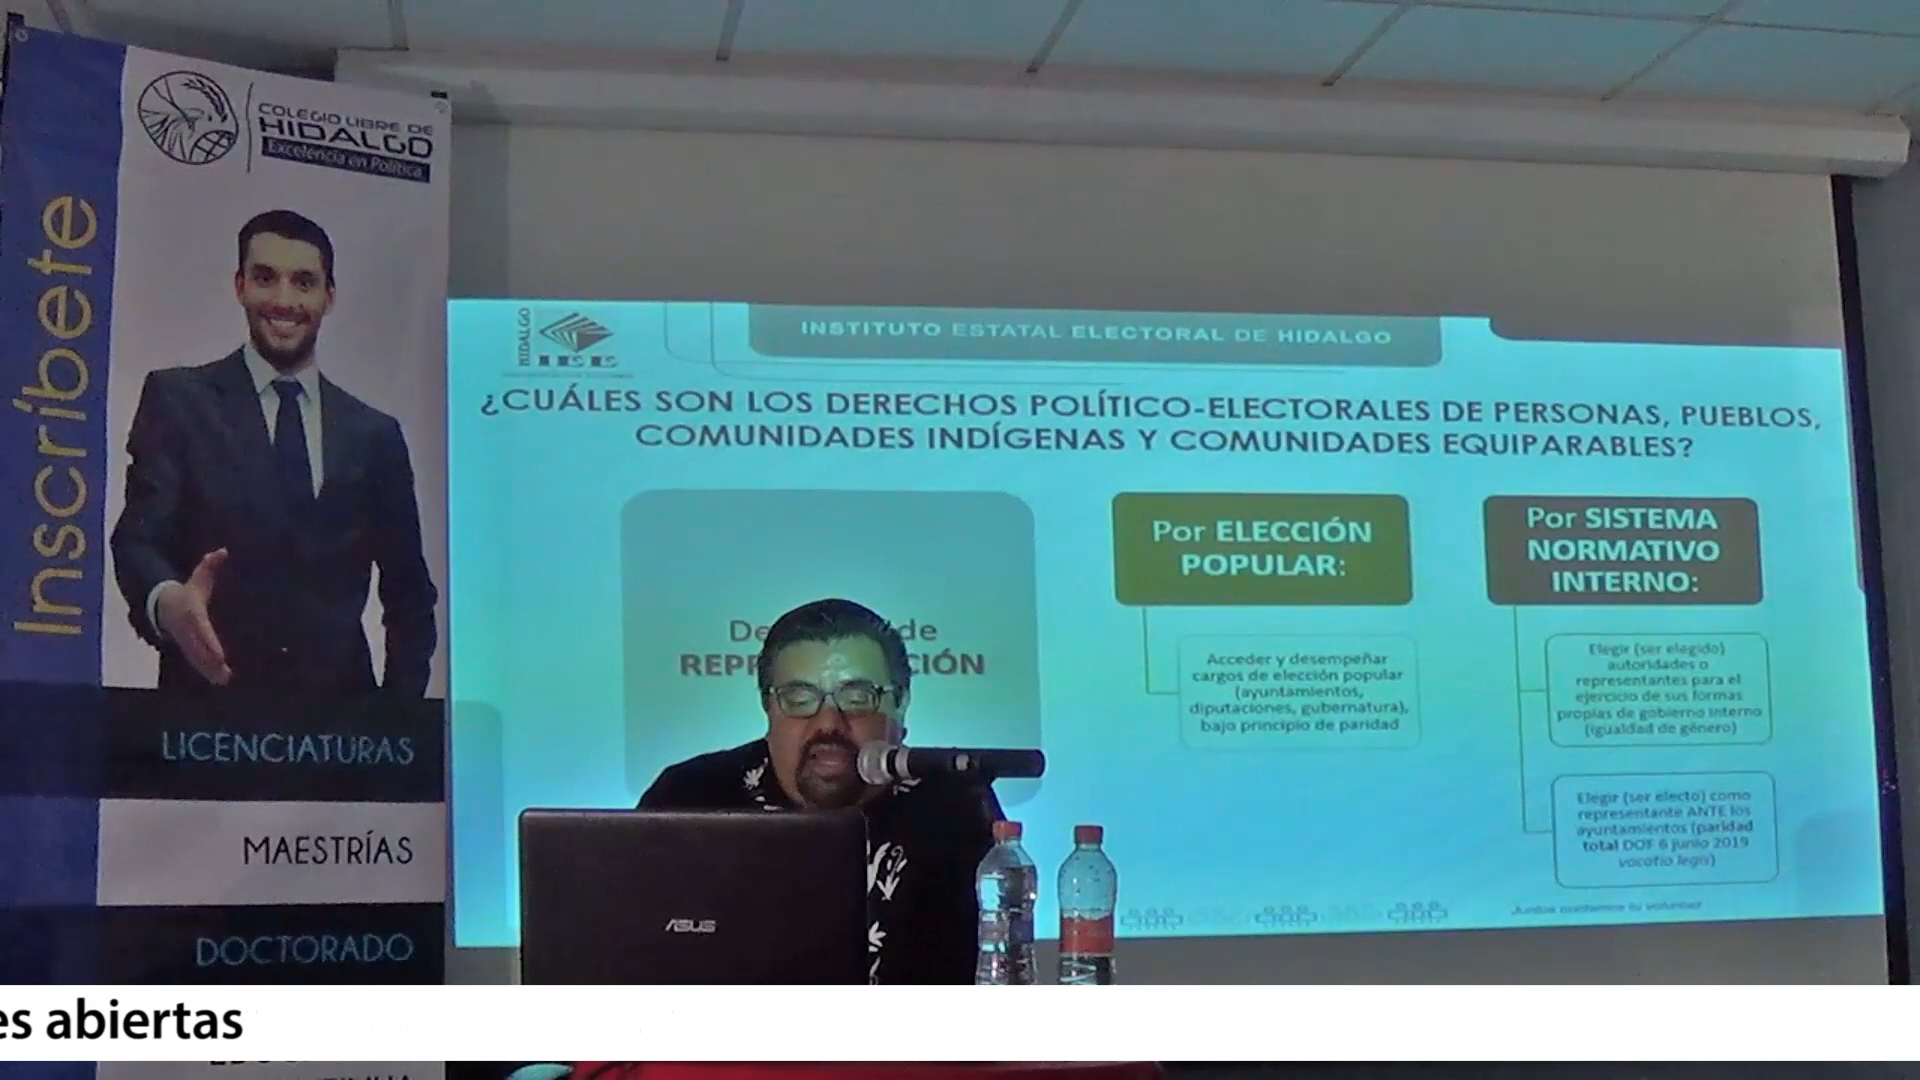 Inscríbete
COLEGIO LIBRE DE
HIDALGO
Excelencia en Política
LICENCIATURAS
MAESTRÍAS
DOCTORADO
HIDALGO
IEE
INSTITUTO ESTATAL ELECTORAL DE HIDALGO
¿CUÁLES SON LOS DERECHOS POLÍTICO-ELECTORALES DE PERSONAS, PUEBLOS,
COMUNIDADES INDÍGENAS Y COMUNIDADES EQUIPARABLES?
De de
REP CIÓN
Por ELECCIÓN
POPULAR:
Acceder y desempeñar
cargos de elección popular
(ayuntamientos,
diputaciones, gubernatura),
bajo principio de paridad
Por SISTEMA
NORMATIVO
INTERNO:
Elegir (ser elegido)
autoridades o
representantes para el
ejercicio de sus formas
propias de gobierno interno
(igualdad de género)
Elegir (ser electo) como
representante ANTE los
ayuntamientos (paridad
total DOF 6 junio 2019
vocatio legis)
ASUS
es abiertas